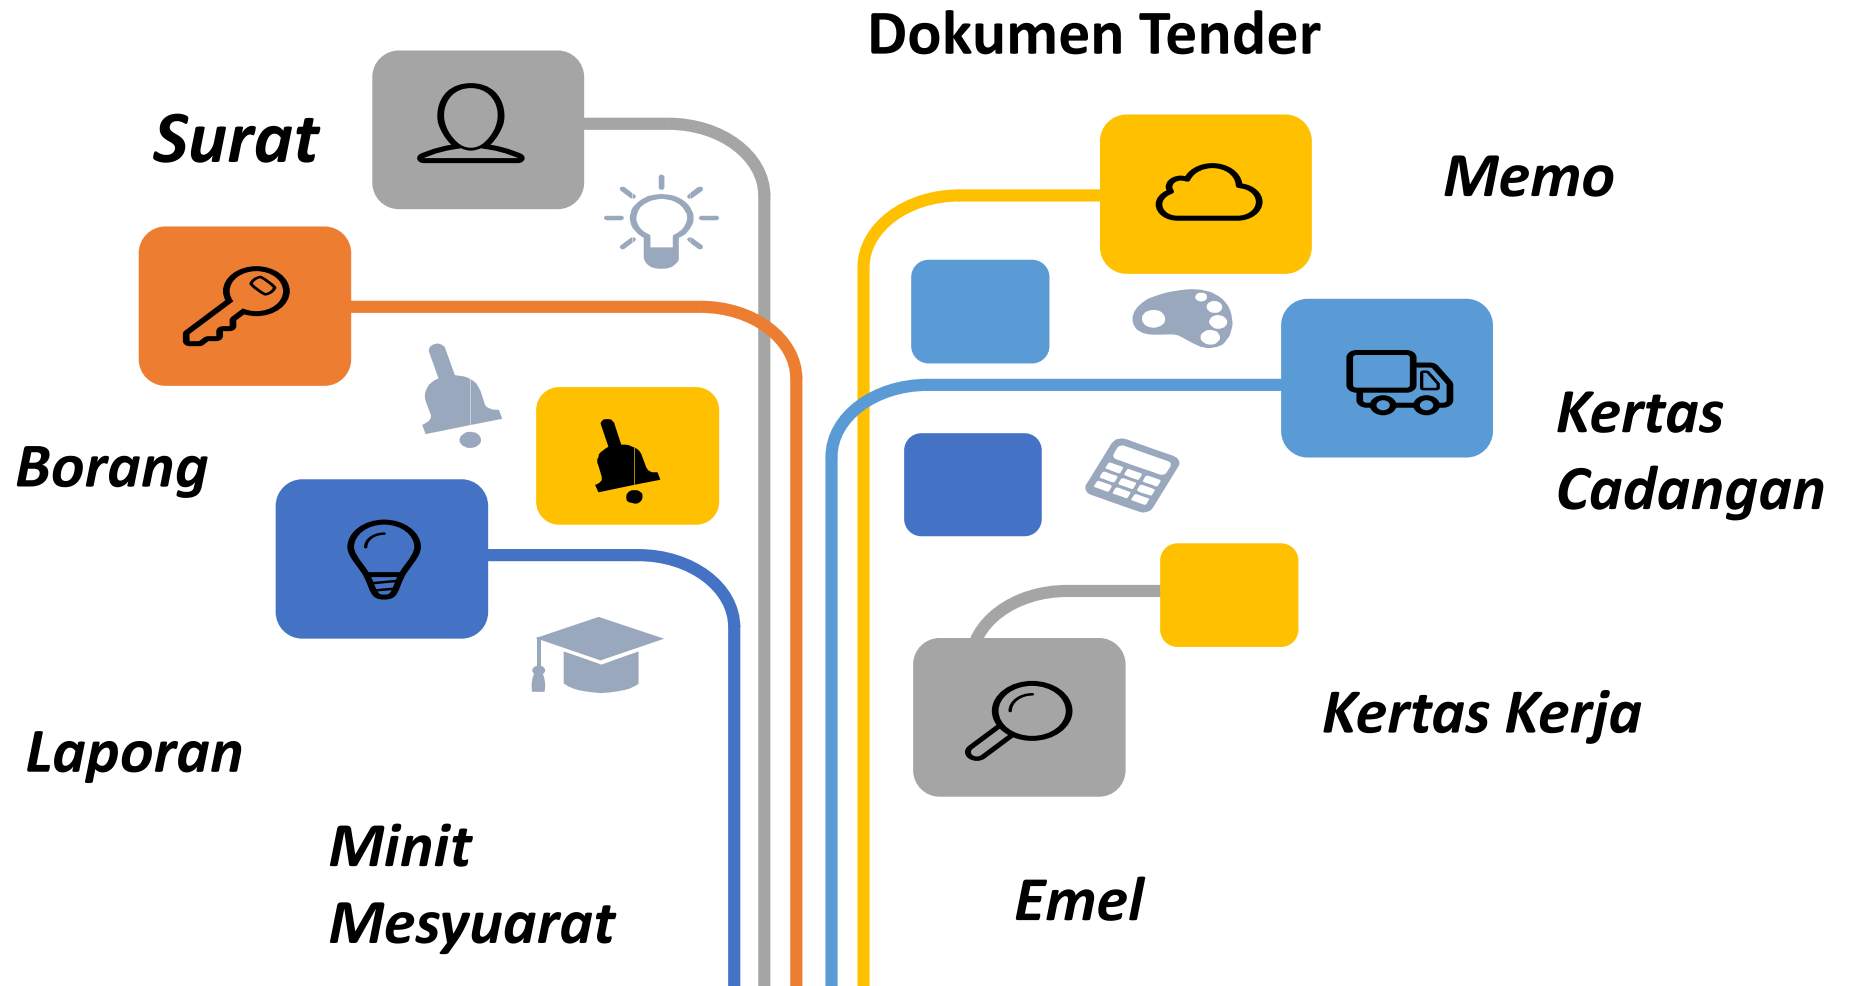 Dokumen Tender
Surat
Memo
Kertas
Cadangan
Borang
Kertas Kerja
Laporan
Minit
Mesyuarat
Emel